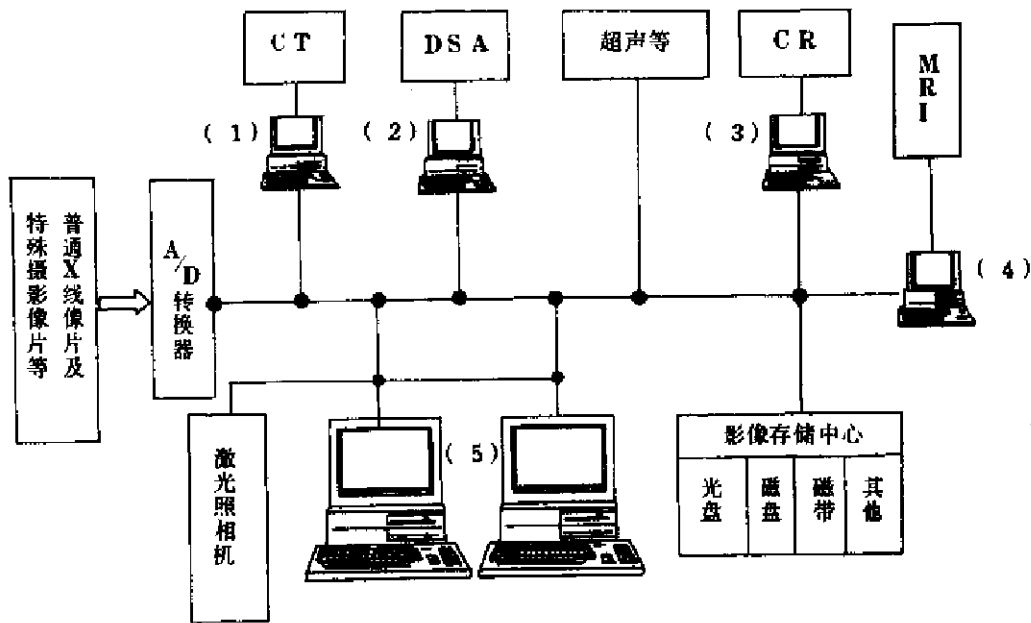 CT
DSA
超声等
CR
MRI
(1)
(2)
(3)
(4)
普通X线像片及
特殊摄影像片等
A/D转换器
激光照相机
(5)
影像存储中心
光盘
磁盘
磁带
其他